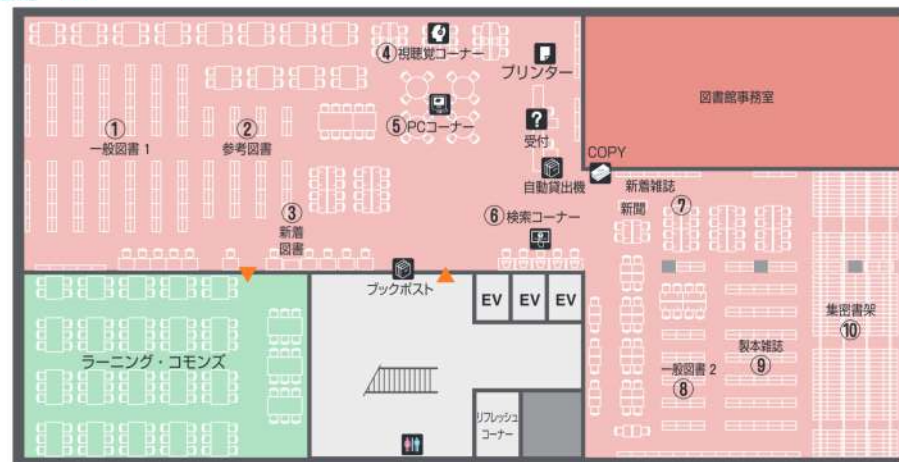 ④視聴覚コーナー
プリンター
図書館事務室
①
一般図書 1
②
参考図書
⑤PCコーナー
?
受付
COPY
自動貸出機
新着雑誌
新聞
⑦
③
新着
図書
⑥検索コーナー
ブックポスト
EV
EV
EV
集密書架
⑩
ラーニング・コモンズ
製本雑誌
⑨
一般図書 2
⑧
リフレッシュ
コーナー